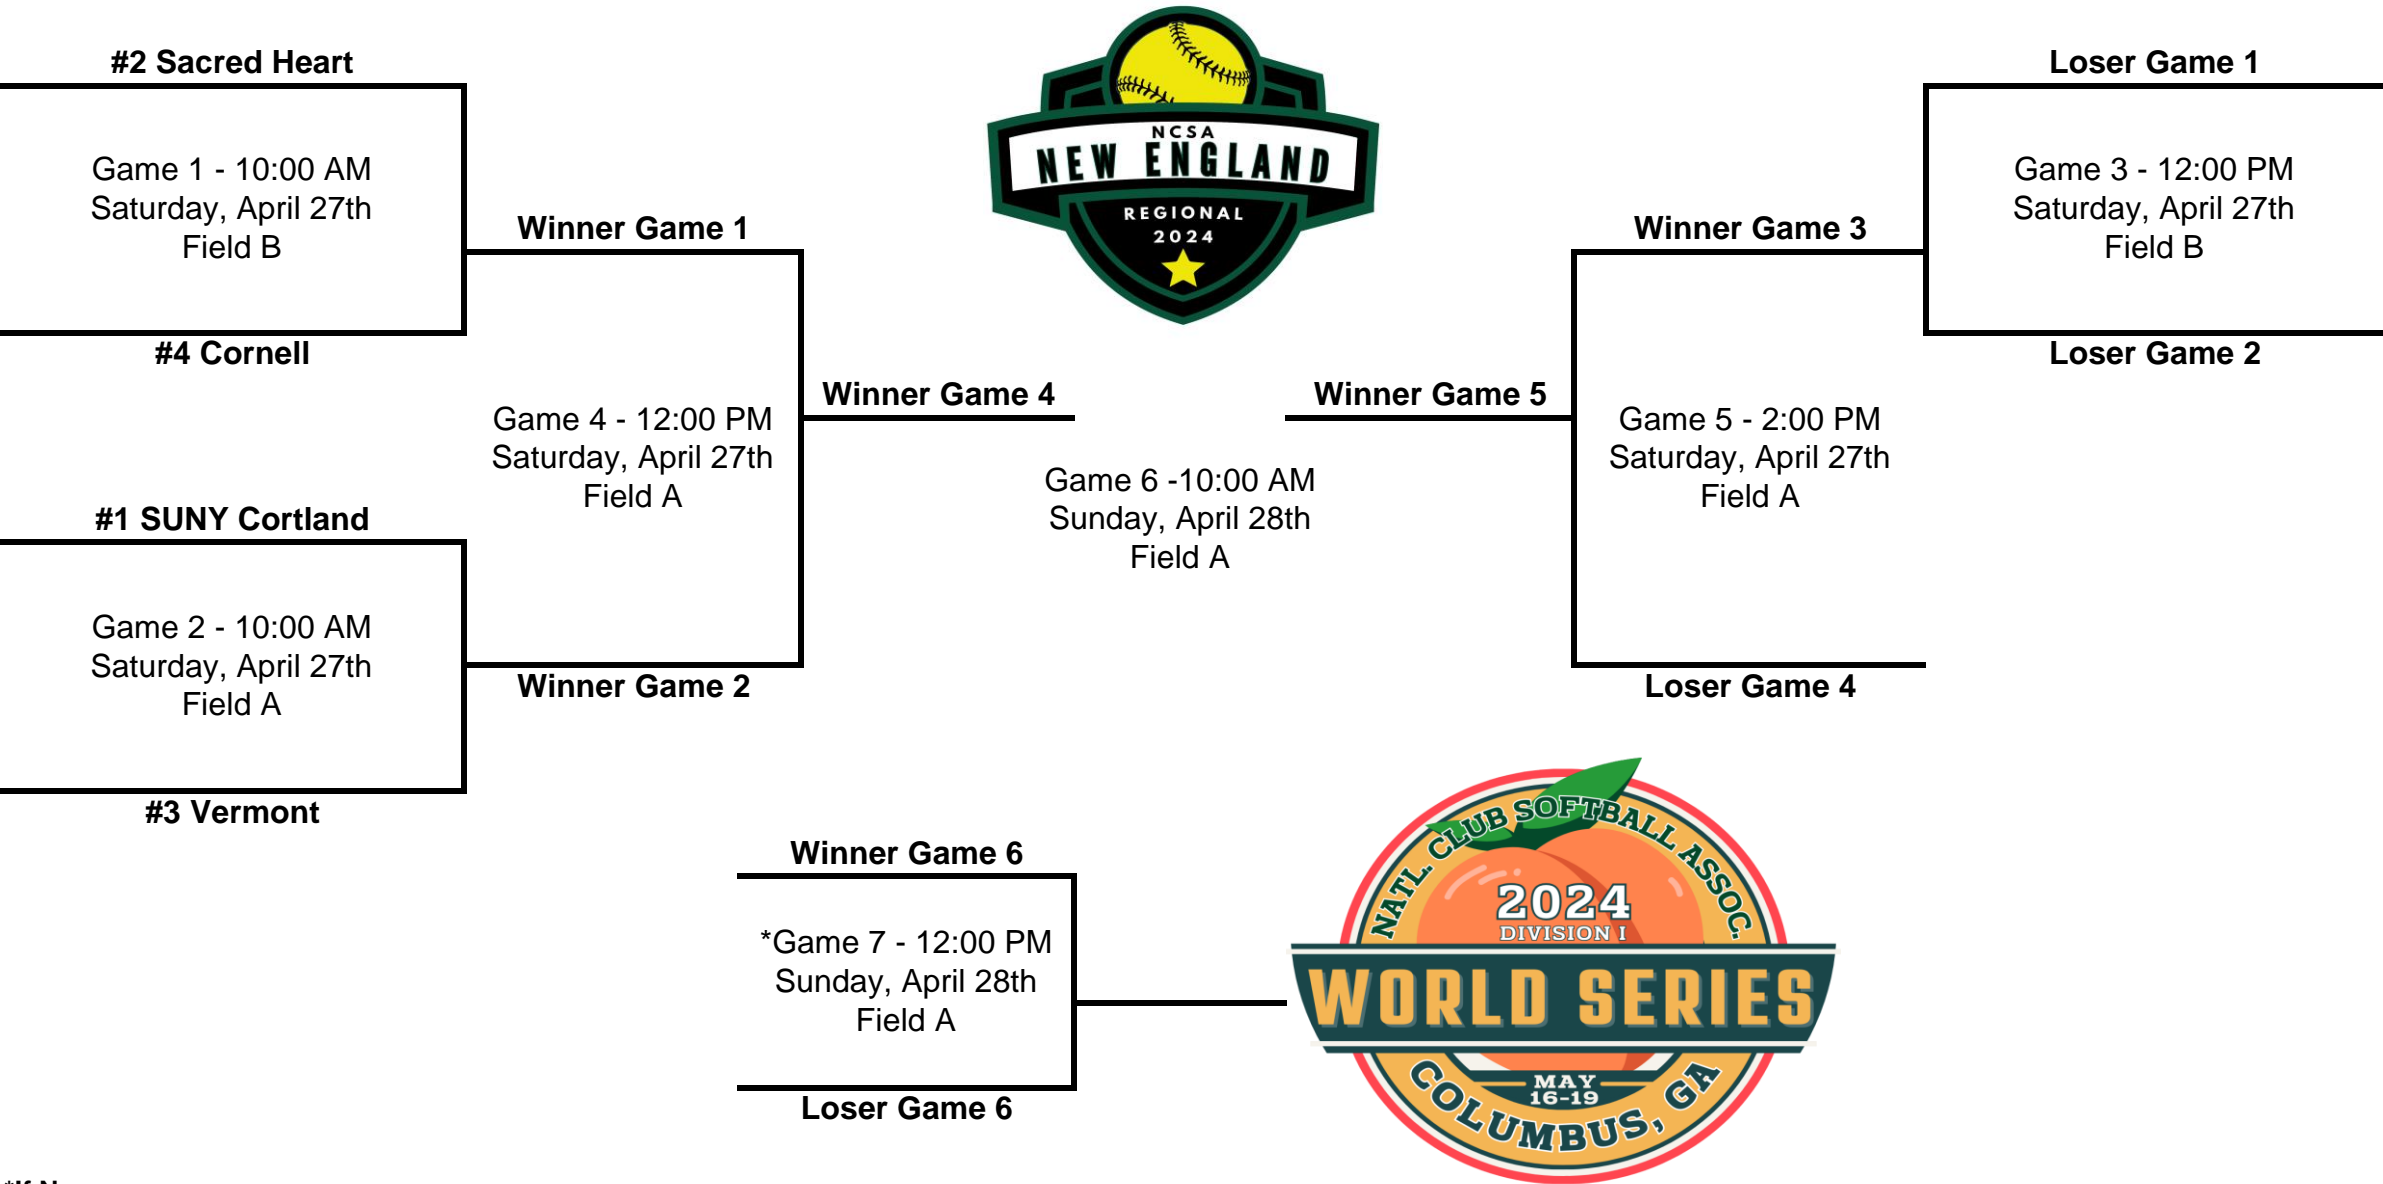 #2 Sacred Heart
Game 1 - 10:00 AM
Saturday, April 27th
Field B
#4 Cornell
Winner Game 1
Game 4 - 12:00 PM
Saturday, April 27th
Field A
Winner Game 2
#1 SUNY Cortland
Game 2 - 10:00 AM
Saturday, April 27th
Field A
#3 Vermont
Winner Game 4
NCSA
NEW ENGLAND
REGIONAL
2024
Game 6 -10:00 AM
Sunday, April 28th
Field A
Winner Game 5
Winner Game 3
Game 5 - 2:00 PM
Saturday, April 27th
Field A
Loser Game 4
Loser Game 1
Game 3 - 12:00 PM
Saturday, April 27th
Field B
Loser Game 2
Winner Game 6
*Game 7 - 12:00 PM
Sunday, April 28th
Field A
Loser Game 6
NATL. CLUB SOFTBALL ASSOC.
2024
DIVISION I
WORLD SERIES
MAY
16-19
COLUMBUS, GA